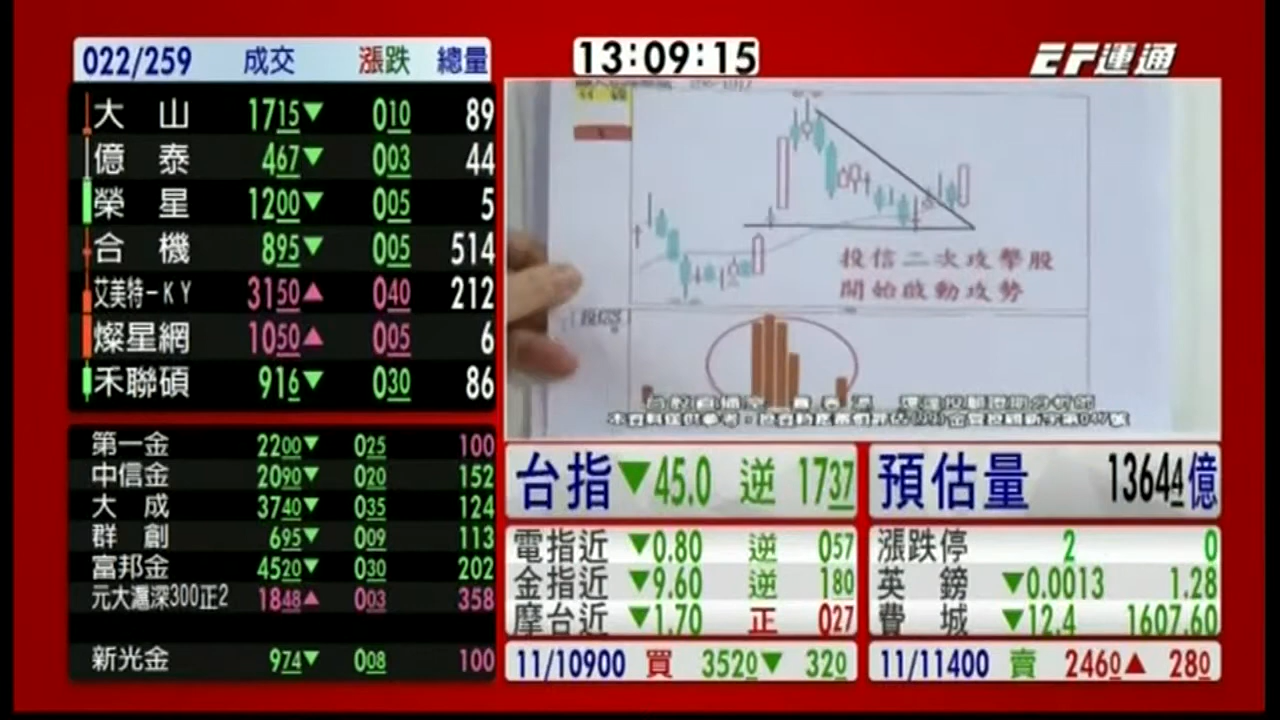 022/259 成交 漲跌 總量
13:09:15
EF運通
大山 1715▼ 010 89
億泰 467▼ 003 44
榮星 1200▼ 005 5
合機 895▼ 005 514
艾美特-KY 3150▲ 040 212
燦星網 1050▲ 005 6
禾聯碩 916▼ 030 86
投信二次攻擊股
開始啟動攻勢
第一金 2200▼ 025 100
中信金 2090▼ 020 152
大成 3740▼ 035 124
群創 695▼ 009 113
富邦金 4520▼ 030 202
元大滬深300正2 1848▲ 003 358
新光金 974▼ 008 100
台指▼45.0 逆 1737
預估量 13644億
電指近 ▼0.80 逆 057
金指近 ▼9.60 逆 180
摩台近 ▼1.70 正 027
漲跌停 2 0
英鎊 ▼0.0013 1.28
費城 ▼12.4 1607.60
11/10900 買 3520▼ 320
11/11400 賣 2460▲ 280